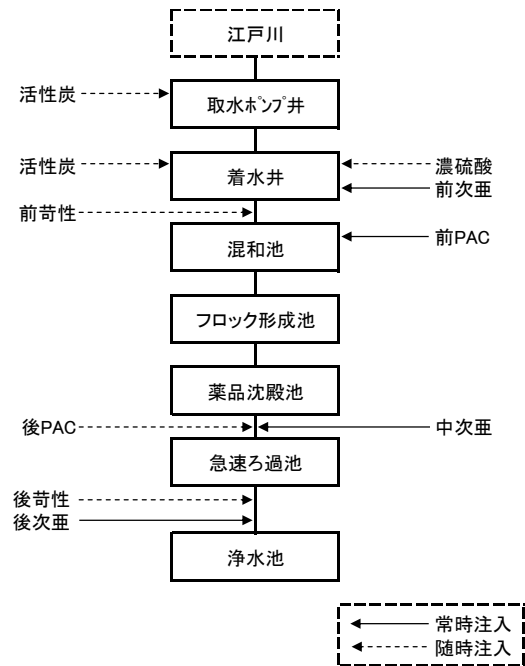 江戸川
活性炭
取水ポンプ井
活性炭
着水井
濃硫酸
前次亜
前苛性
混和池
前PAC
フロック形成池
薬品沈殿池
後PAC
中次亜
急速ろ過池
後苛性
後次亜
浄水池
常時注入
随時注入